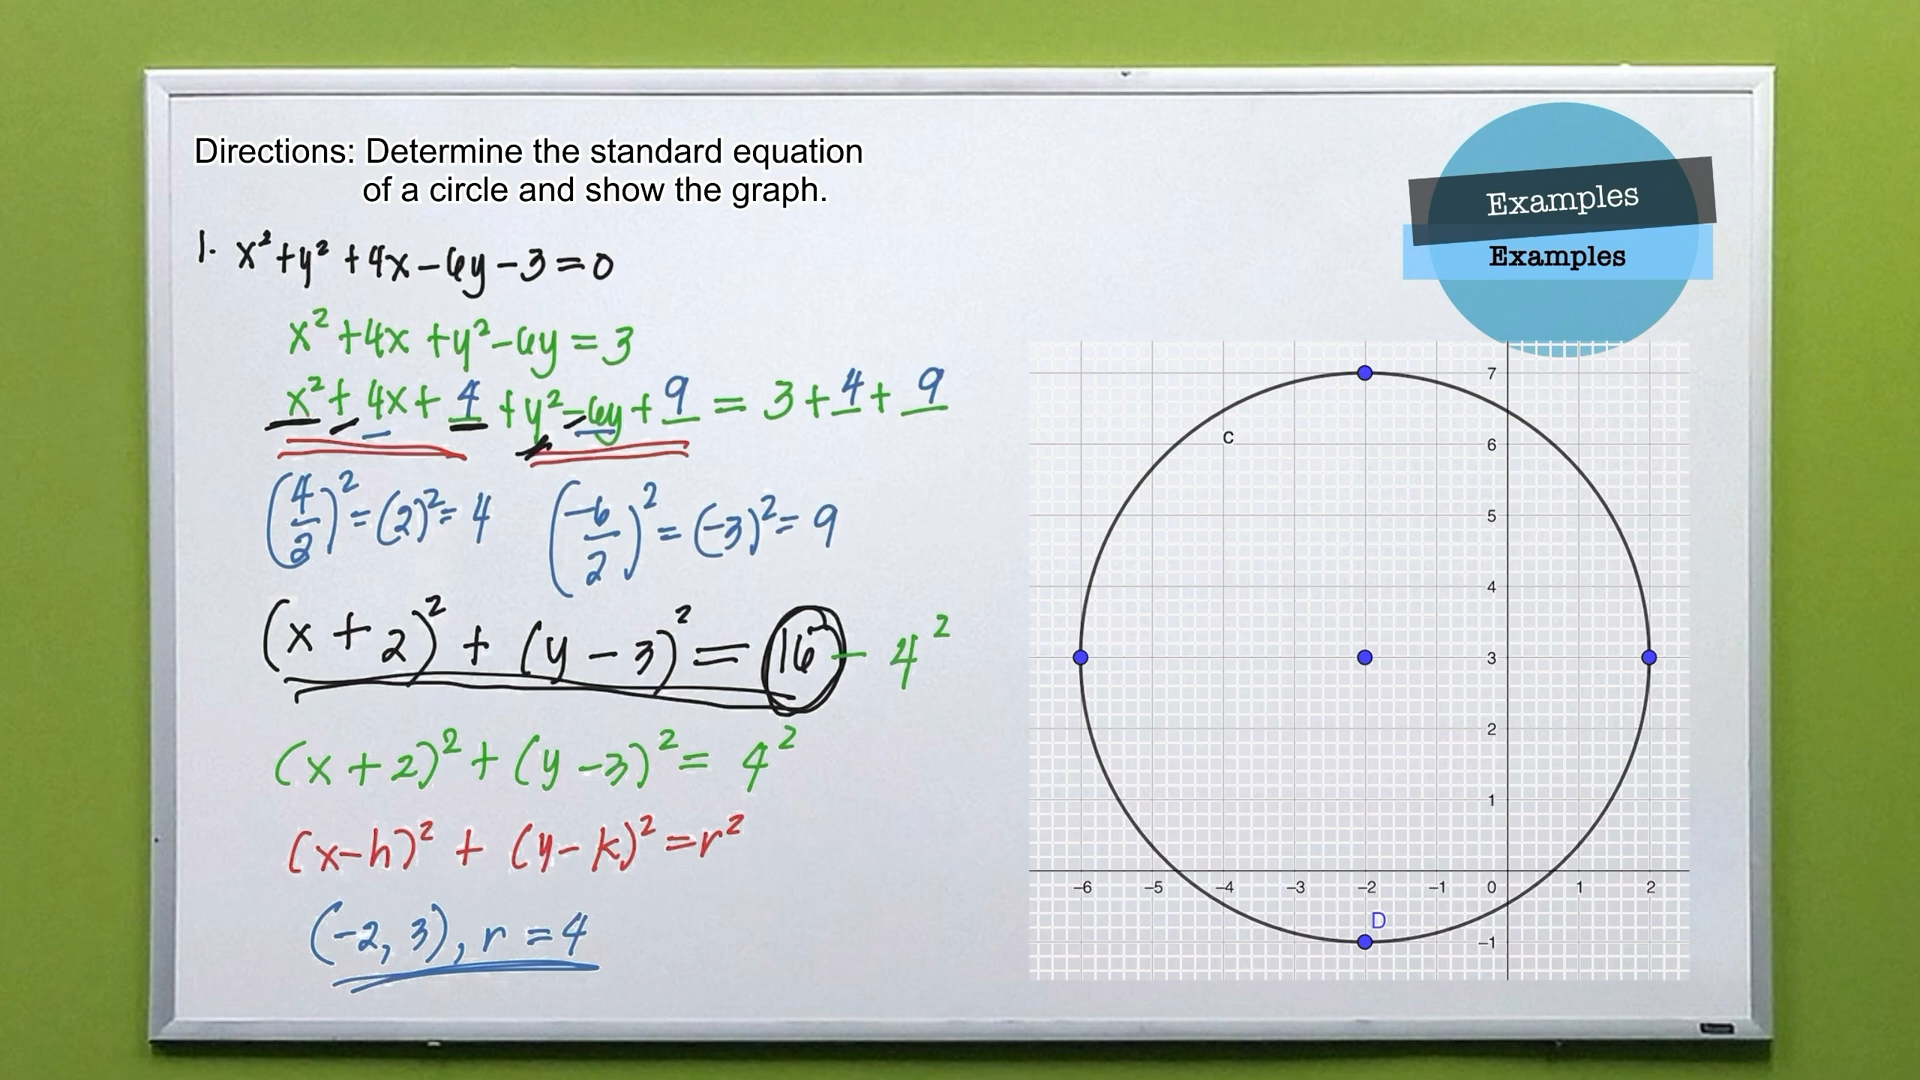 Directions: Determine the standard equation
of a circle and show the graph.
Examples
Examples
1. x² + y² + 4x - 6y - 3 = 0
x² + 4x + y² - 6y = 3
x² + 4x + 4 + y² - 6y + 9 = 3 + 4 + 9
(4/2)² = (2)² = 4 (-6/2)² = (-3)² = 9
(x + 2)² + (y - 3)² = 16 - 4²
(x + 2)² + (y - 3)² = 4²
(x - h)² + (y - k)² = r²
(-2, 3), r = 4
7
c
6
5
4
3
2
1
-6 -5 -4 -3 -2 -1 0 1 2
D
-1